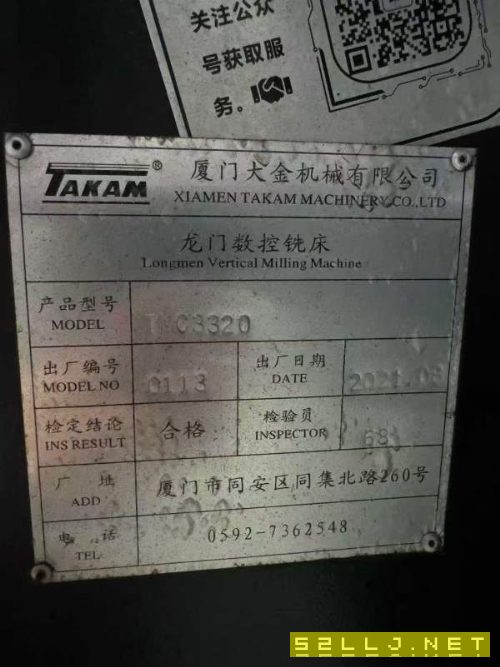 关注公众
号获取服
务。
TAKAM®
厦门大金机械有限公司
XIAMEN TAKAM MACHINERY CO.,LTD
龙门数控铣床
Longmen Vertical Milling Machine
产品型号
MODEL
C3320
出厂编号
MODEL NO
0113
出厂日期
DATE
2021.03
检定结论
INS RESULT
合格
检验员
INSPECTOR
68
厂 址
ADD
厦门市同安区同集北路260号
电 话
TEL
0592-7362548
52LLJ.NET